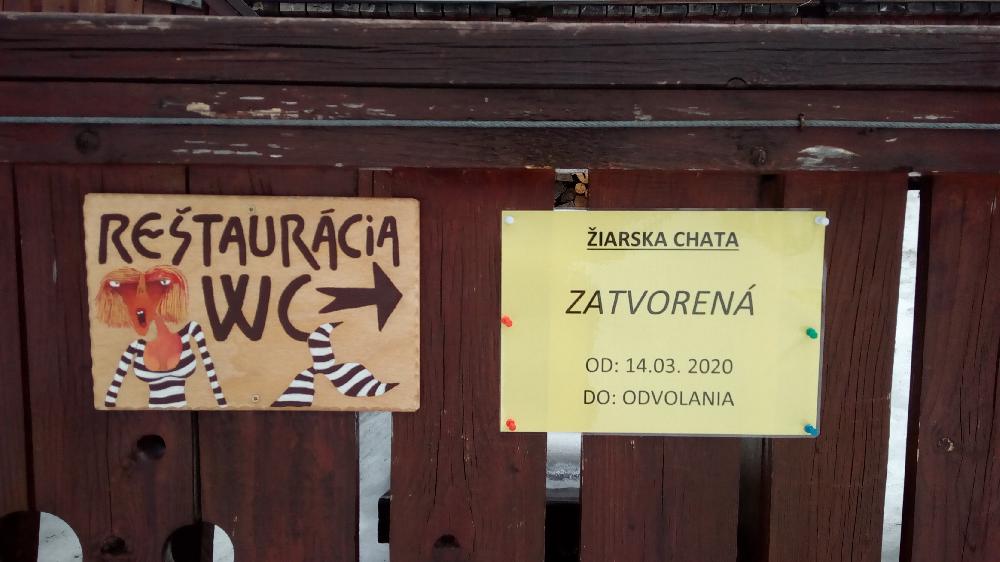 REŠTAURÁCiA
WC
ŽIARSKA CHATA
ZATVORENÁ
OD: 14.03. 2020
DO: ODVOLANIA